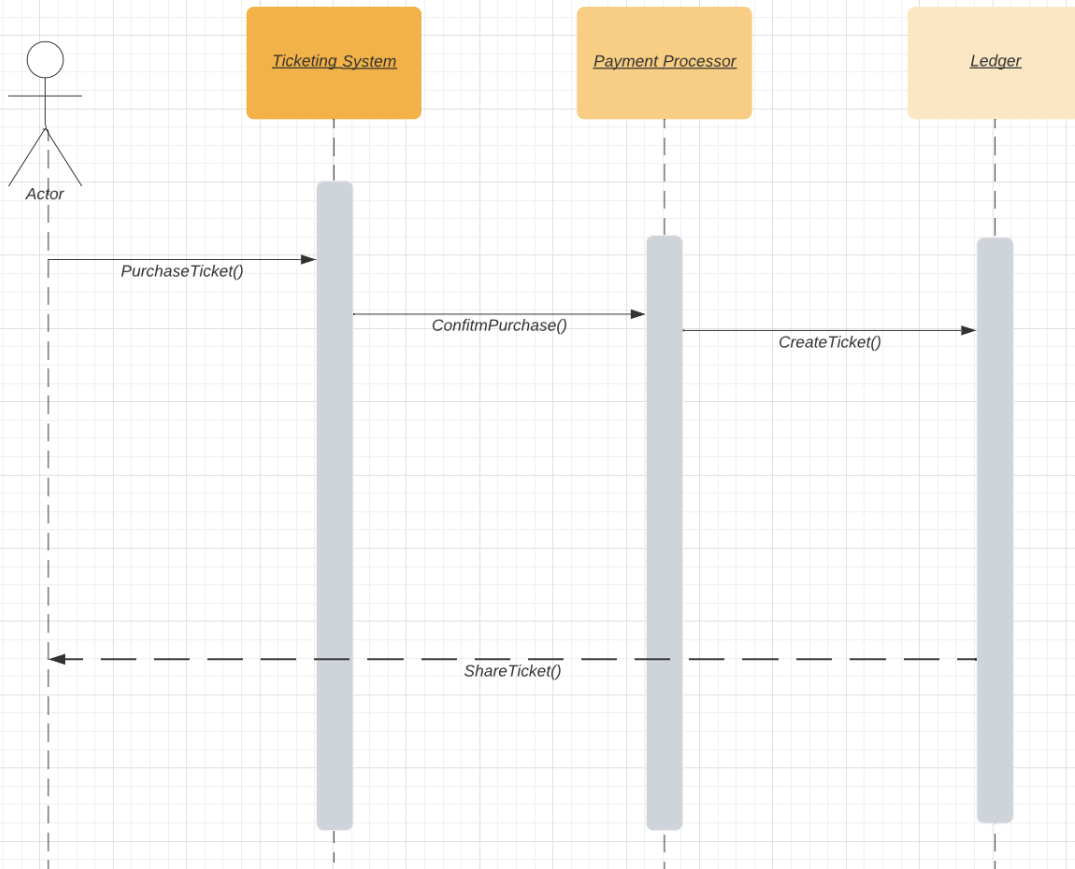 Ticketing System
Payment Processor
Ledger
Actor
PurchaseTicket()
ConfitmPurchase()
CreateTicket()
ShareTicket()